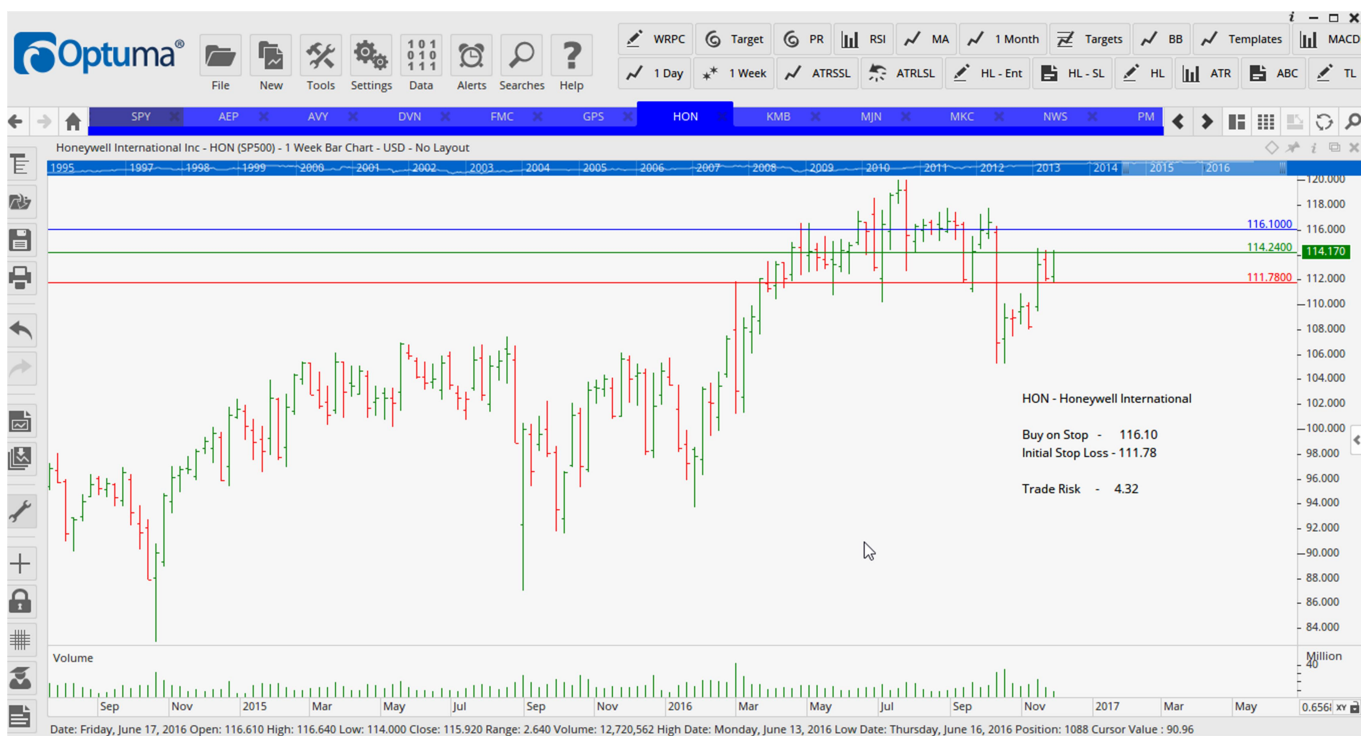 i
Optuma®
File
New
Tools
Settings
101
010
111
Data
Alerts
Searches
?
Help
WRPC
Target
PR
RSI
MA
1 Month
Targets
BB
Templates
MACD
1 Day
1 Week
ATRSSL
ATRLSL
HL - Ent
HL - SL
HL
ATR
ABC
TL
SPY
AEP
AVY
DVN
FMC
GPS
HON
KMB
MJN
MKC
NWS
PM
Honeywell International Inc - HON (SP500) - 1 Week Bar Chart - USD - No Layout
1995 1997 1998 1999 2000 2001 2002 2003 2004 2005 2006 2007 2008 2009 2010 2011 2012 2013 2014 2015 2016
120.000
118.000
116.1000
116.000
114.2400
114.170
111.7800
112.000
110.000
108.000
106.000
104.000
102.000
100.000
98.000
96.000
94.000
92.000
90.000
88.000
86.000
84.000
HON - Honeywell International
Buy on Stop - 116.10
Initial Stop Loss - 111.78
Trade Risk - 4.32
Volume
Million
40
Sep Nov 2015 Mar May Jul Sep Nov 2016 Mar May Jul Sep Nov 2017 Mar May
XY
Date: Friday, June 17, 2016 Open: 116.610 High: 116.640 Low: 114.000 Close: 115.920 Range: 2.640 Volume: 12,720,562 High Date: Monday, June 13, 2016 Low Date: Thursday, June 16, 2016 Position: 1088 Cursor Value : 90.96